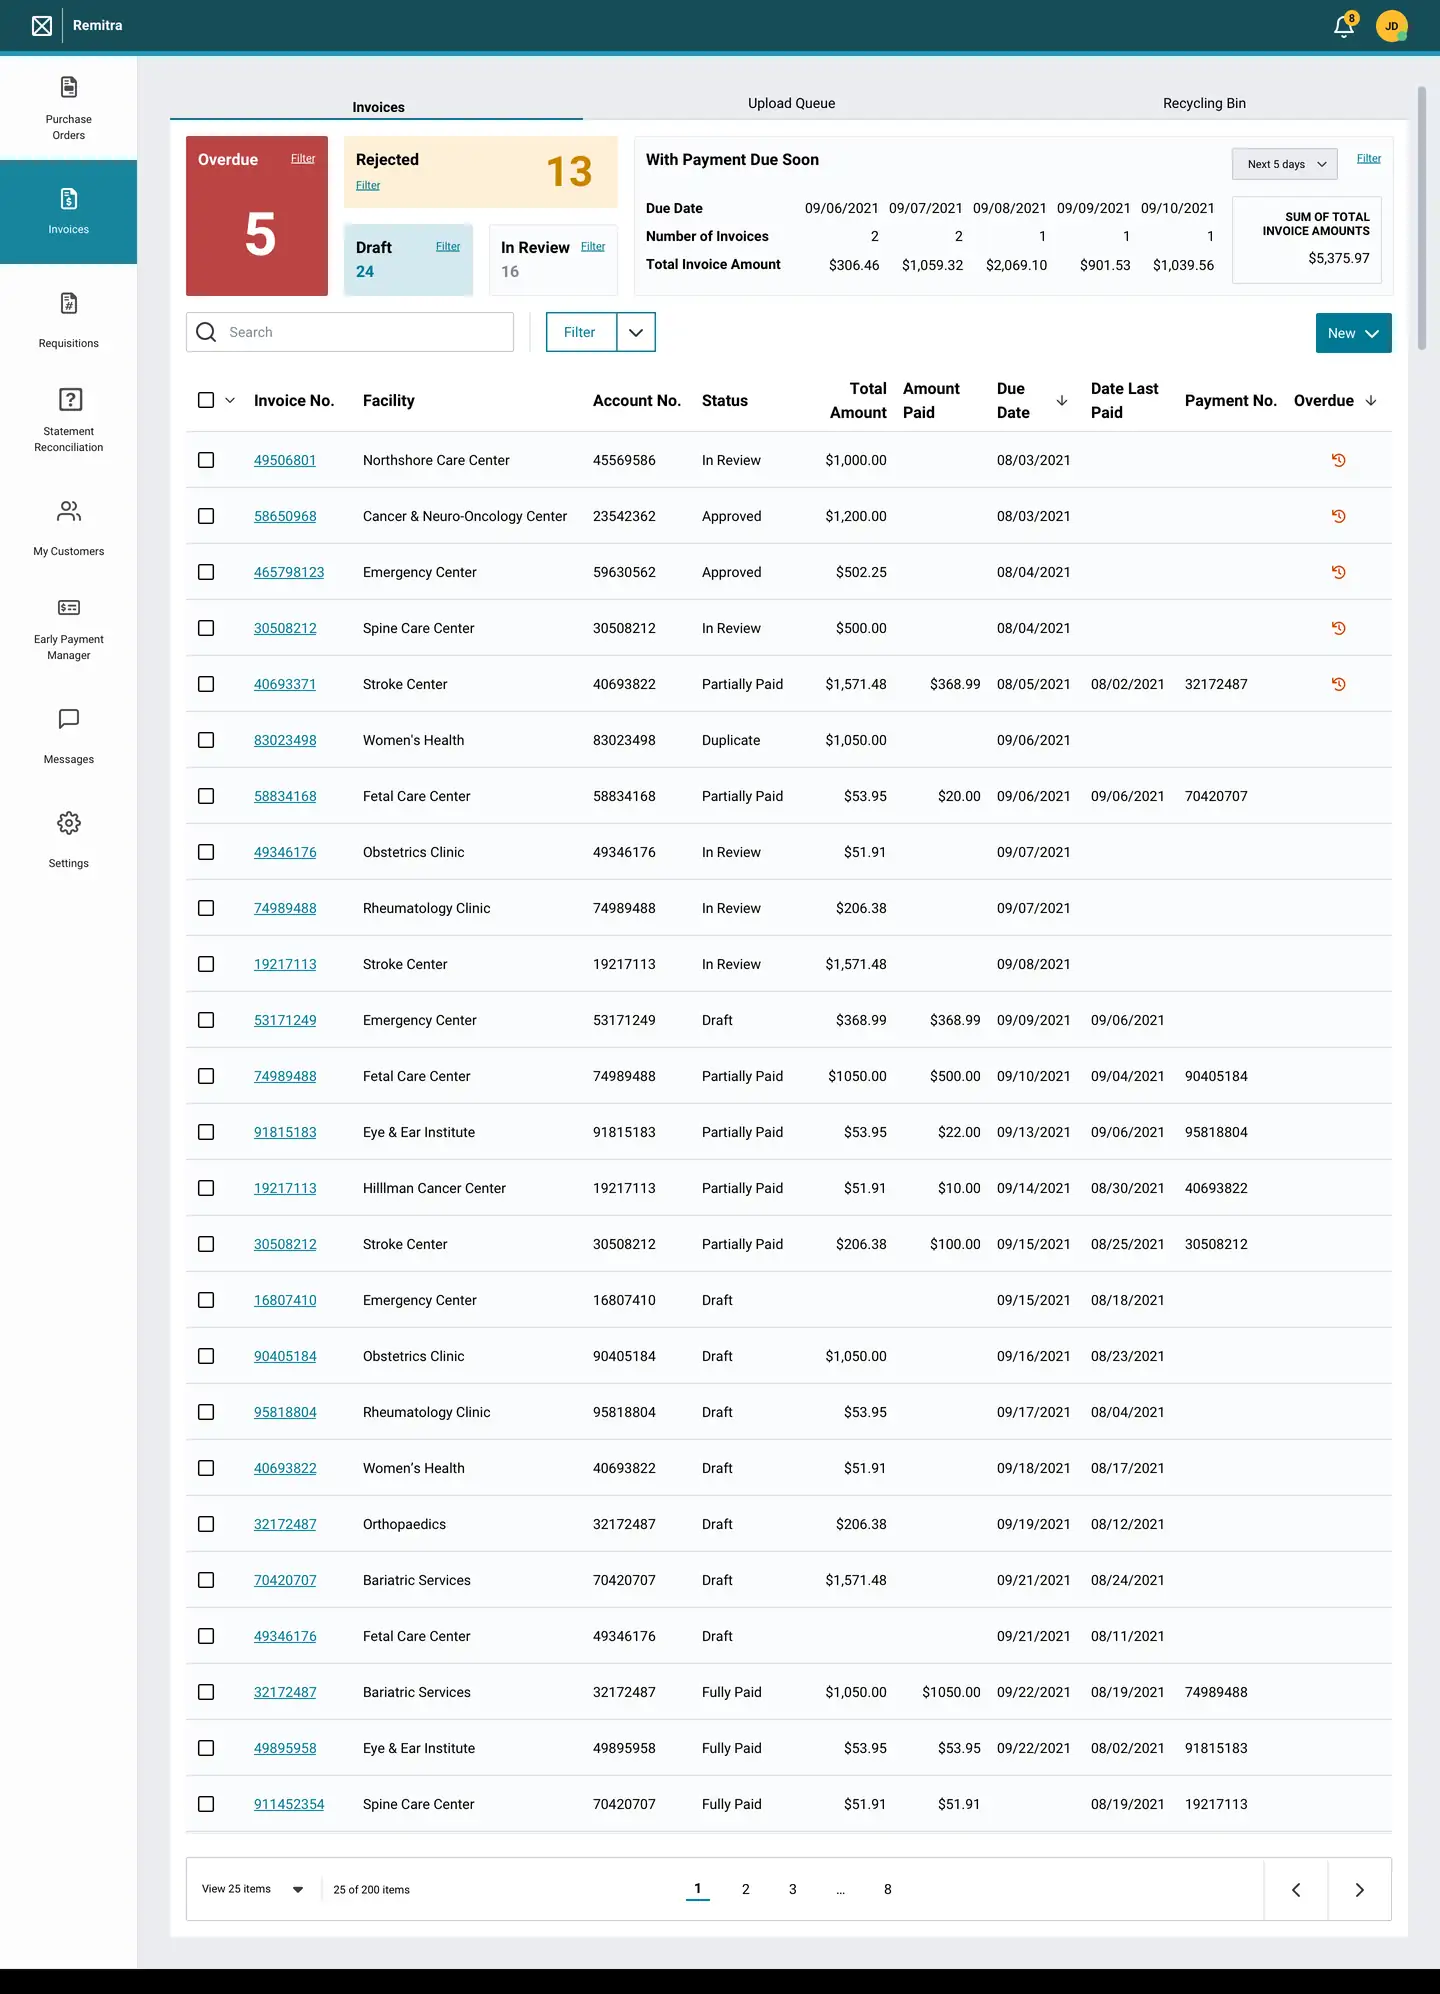 Remitra
8
JD
Purchase
Orders
Invoices
Requisitions
Statement
Reconciliation
My Customers
Early Payment
Manager
Messages
Settings
Invoices
Upload Queue
Recycling Bin
Overdue
Filter
5
Rejected
Filter
13
Draft
Filter
24
In Review
Filter
16
With Payment Due Soon
Next 5 days
Filter
Due Date 09/06/2021 09/07/2021 09/08/2021 09/09/2021 09/10/2021
Number of Invoices 2 2 1 1 1
Total Invoice Amount $306.46 $1,059.32 $2,069.10 $901.53 $1,039.56
SUM OF TOTAL
INVOICE AMOUNTS
$5,375.97
Search
Filter
New
Invoice No. Facility Account No. Status Total Amount Amount Paid Due Date Date Last Paid Payment No. Overdue
49506801 Northshore Care Center 45569586 In Review $1,000.00 08/03/2021
58650968 Cancer & Neuro-Oncology Center 23542362 Approved $1,200.00 08/03/2021
465798123 Emergency Center 59630562 Approved $502.25 08/04/2021
30508212 Spine Care Center 30508212 In Review $500.00 08/04/2021
40693371 Stroke Center 40693822 Partially Paid $1,571.48 $368.99 08/05/2021 08/02/2021 32172487
83023498 Women's Health 83023498 Duplicate $1,050.00 09/06/2021
58834168 Fetal Care Center 58834168 Partially Paid $53.95 $20.00 09/06/2021 09/06/2021 70420707
49346176 Obstetrics Clinic 49346176 In Review $51.91 09/07/2021
74989488 Rheumatology Clinic 74989488 In Review $206.38 09/07/2021
19217113 Stroke Center 19217113 In Review $1,571.48 09/08/2021
53171249 Emergency Center 53171249 Draft $368.99 $368.99 09/09/2021 09/06/2021
74989488 Fetal Care Center 74989488 Partially Paid $1050.00 $500.00 09/10/2021 09/04/2021 90405184
91815183 Eye & Ear Institute 91815183 Partially Paid $53.95 $22.00 09/13/2021 09/06/2021 95818804
19217113 Hilllman Cancer Center 19217113 Partially Paid $51.91 $10.00 09/14/2021 08/30/2021 40693822
30508212 Stroke Center 30508212 Partially Paid $206.38 $100.00 09/15/2021 08/25/2021 30508212
16807410 Emergency Center 16807410 Draft 09/15/2021 08/18/2021
90405184 Obstetrics Clinic 90405184 Draft $1,050.00 09/16/2021 08/23/2021
95818804 Rheumatology Clinic 95818804 Draft $53.95 09/17/2021 08/04/2021
40693822 Women’s Health 40693822 Draft $51.91 09/18/2021 08/17/2021
32172487 Orthopaedics 32172487 Draft $206.38 09/19/2021 08/12/2021
70420707 Bariatric Services 70420707 Draft $1,571.48 09/21/2021 08/24/2021
49346176 Fetal Care Center 49346176 Draft 09/21/2021 08/11/2021
32172487 Bariatric Services 32172487 Fully Paid $1,050.00 $1050.00 09/22/2021 08/19/2021 74989488
49895958 Eye & Ear Institute 49895958 Fully Paid $53.95 $53.95 09/22/2021 08/02/2021 91815183
911452354 Spine Care Center 70420707 Fully Paid $51.91 $51.91 08/19/2021 19217113
View 25 items 25 of 200 items 1 2 3 ... 8